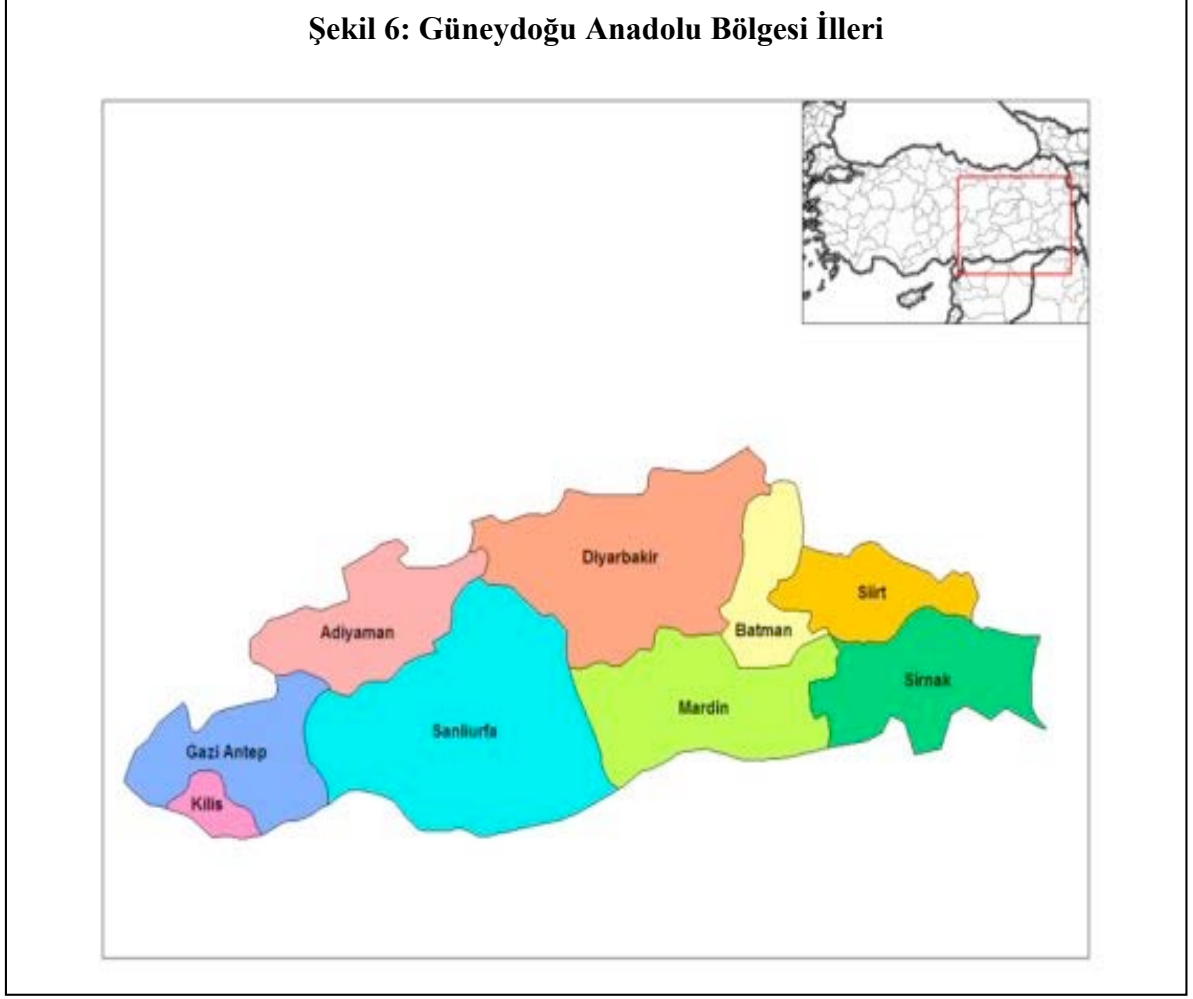 Şekil 6: Güneydoğu Anadolu Bölgesi İlleri
Diyarbakir
Siirt
Adiyaman
Batman
Sirnak
Mardin
Sanliurfa
Gazi Antep
Kilis